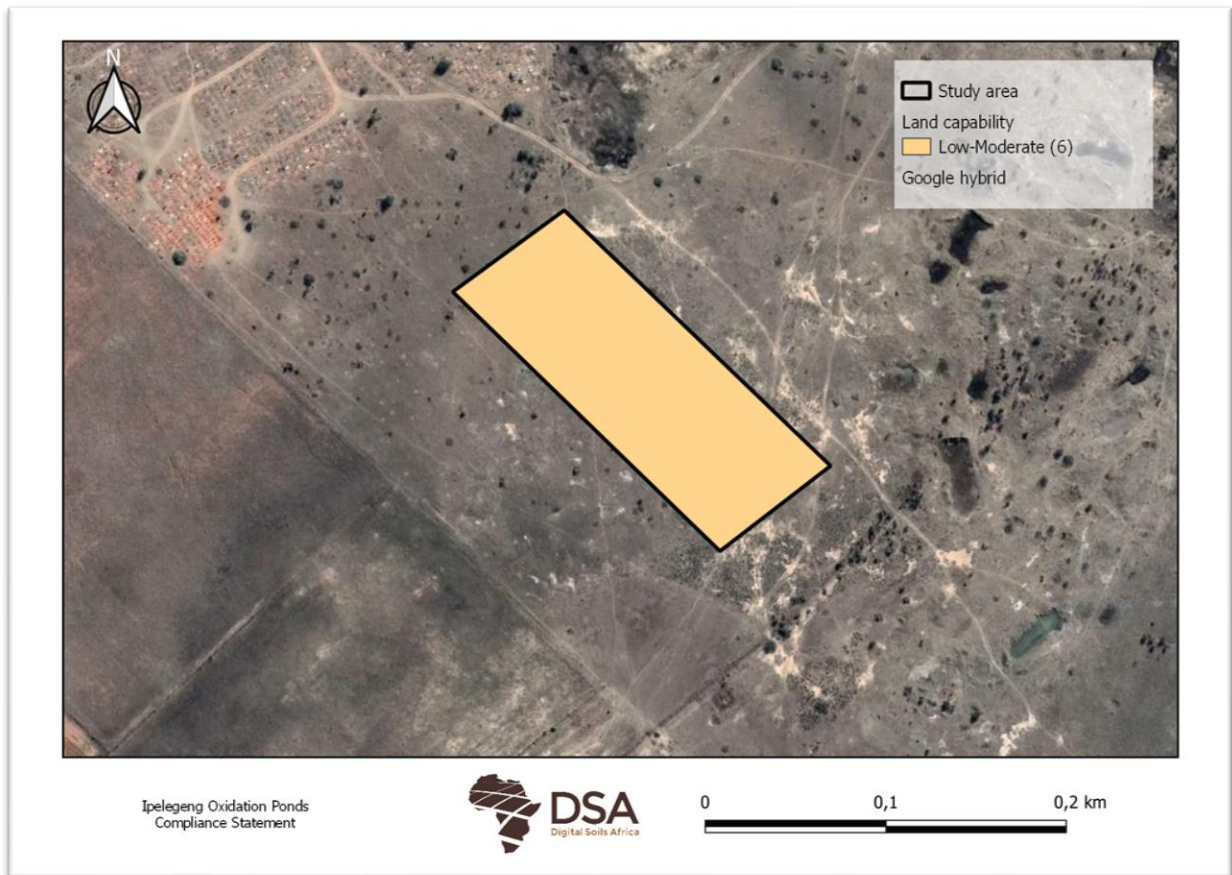 N
Study area
Land capability
Low-Moderate (6)
Google hybrid
Ipelegeng Oxidation Ponds
Compliance Statement
DSA
Digital Soils Africa
0 0,1 0,2 km